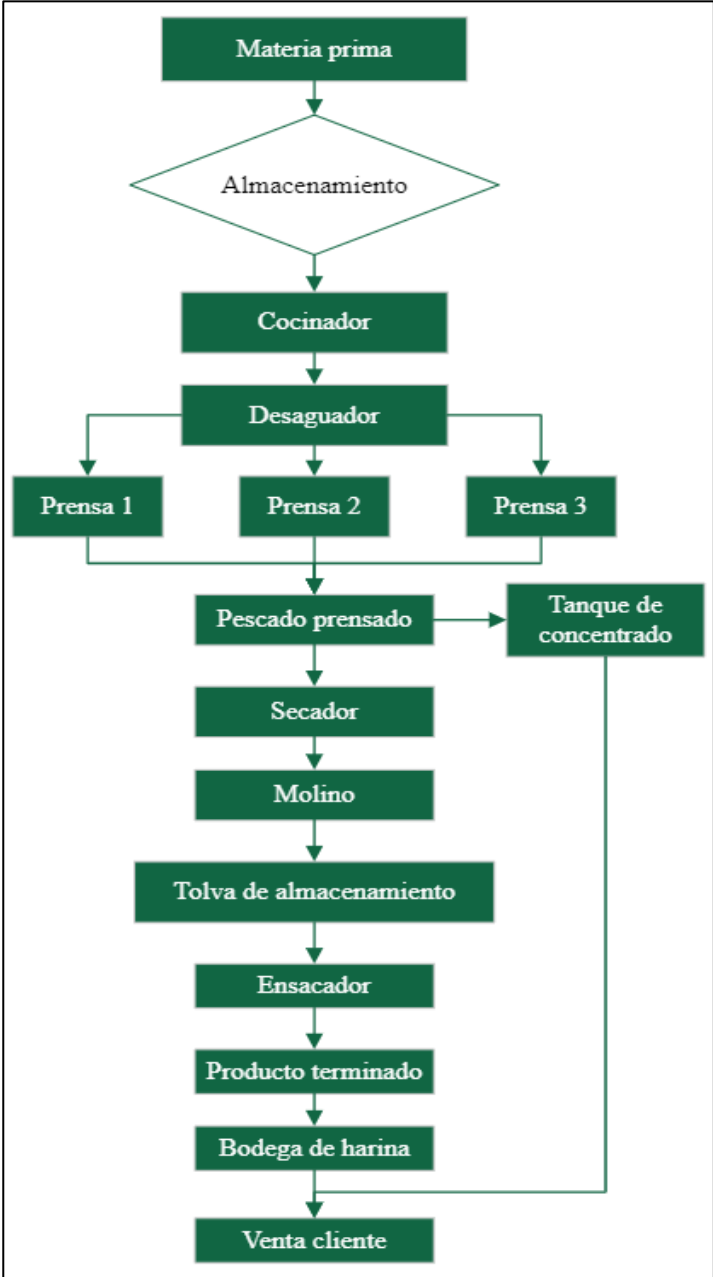 Materia prima
Almacenamiento
Cocinador
Desaguador
Prensa 1
Prensa 2
Prensa 3
Pescado prensado
Tanque de
concentrado
Secador
Molino
Tolva de almacenamiento
Ensacador
Producto terminado
Bodega de harina
Venta cliente